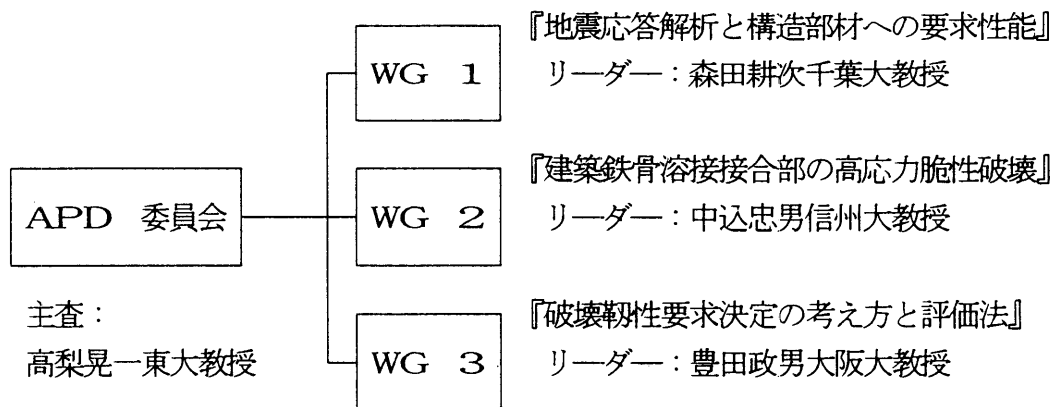 『地震応答解析と構造部材への要求性能』
WG 1
リーダー：森田耕次千葉大教授
『建築鉄骨溶接接合部の高応力脆性破壊』
APD 委員会
WG 2
リーダー：中込忠男信州大教授
主査：
高梨晃一東大教授
『破壊靱性要求決定の考え方と評価法』
WG 3
リーダー：豊田政男大阪大教授